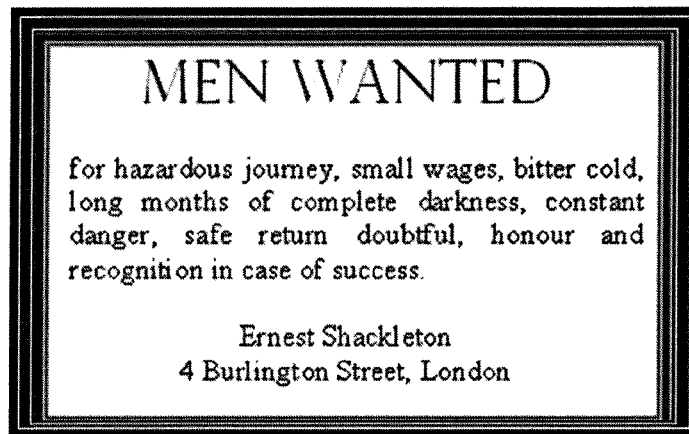 MEN WANTED
for hazardous journey, small wages, bitter cold,
long months of complete darkness, constant
danger, safe return doubtful, honour and
recognition in case of success.
Ernest Shackleton
4 Burlington Street, London